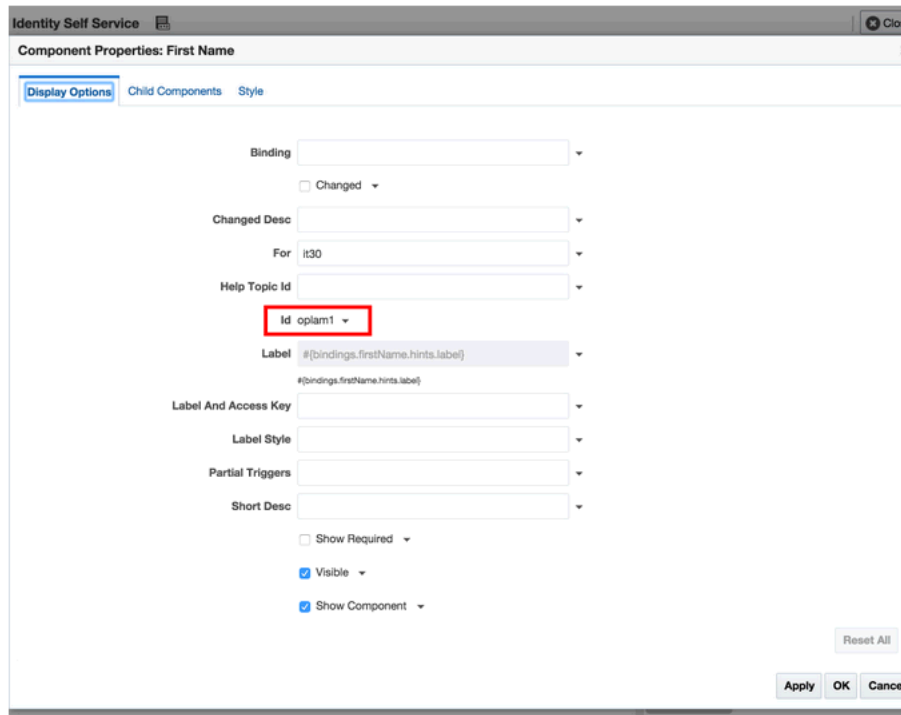 Identity Self Service
Component Properties: First Name
Display Options Child Components Style
Binding
Changed
Changed Desc
For it30
Help Topic Id
Id oplam1
Label #{bindings.firstName.hints.label}
#{bindings.firstName.hints.label}
Label And Access Key
Label Style
Partial Triggers
Short Desc
Show Required
Visible
Show Component
Reset All
Apply OK Cance